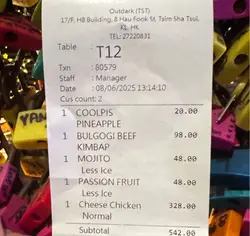 Outdark (TST)
17/F, H8 Building, 8 Hau Fook St, Tsim Sha Tsui,
KL, HK
TEL: 27220831
Table : T12
Txn : 80579
Staff : Manager
Date : 08/06/2025 13:14:10
Cus count: 2
1 COOLPIS 20.00
PINEAPPLE
1 BULGOGI BEEF 98.00
KIMBAP
1 MOJITO 48.00
Less Ice
1 PASSION FRUIT 48.00
Less Ice
1 Cheese Chicken 328.00
Normal
Subtotal 542.00
YAN